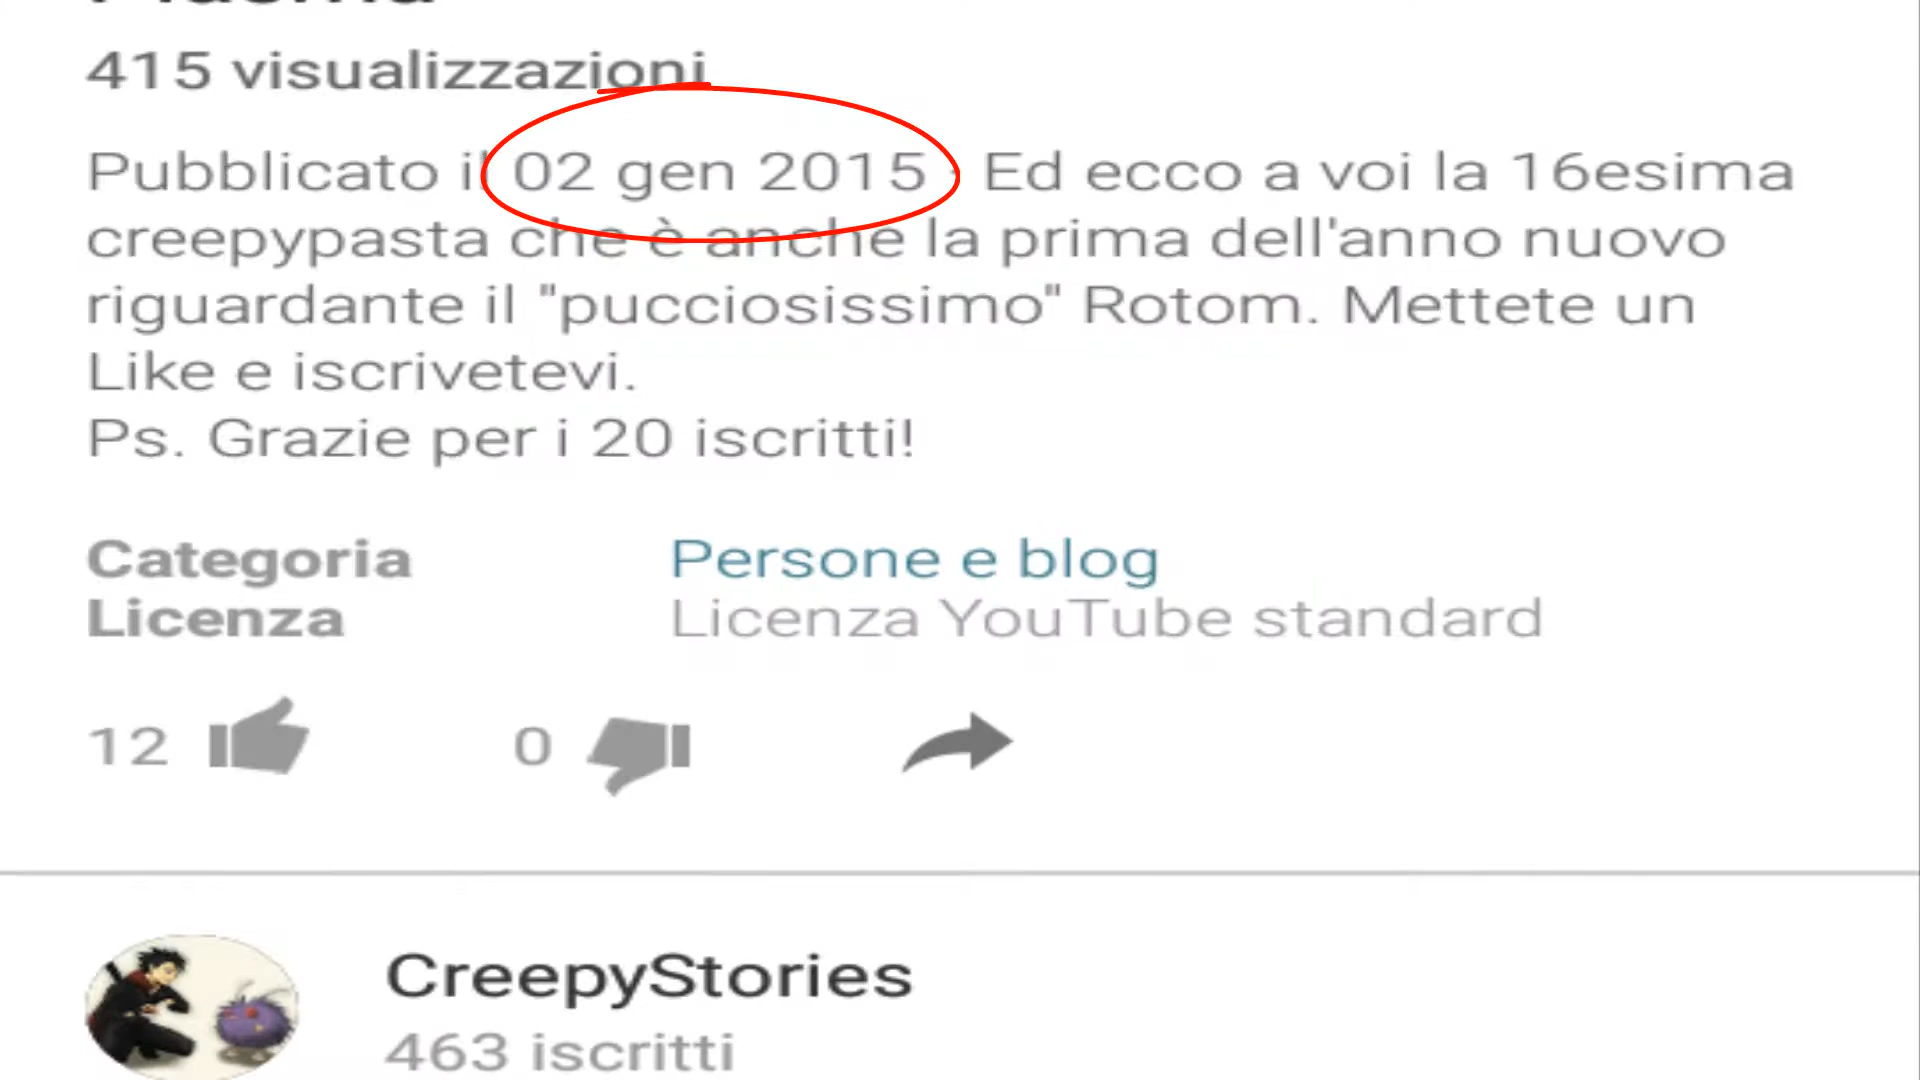 415 visualizzazioni
Pubblicato il 02 gen 2015 · Ed ecco a voi la 16esima
creepypasta che è anche la prima dell'anno nuovo
riguardante il "pucciosissimo" Rotom. Mettete un
Like e iscrivetevi.
Ps. Grazie per i 20 iscritti!
Categoria Persone e blog
Licenza Licenza YouTube standard
12 0
CreepyStories
463 iscritti